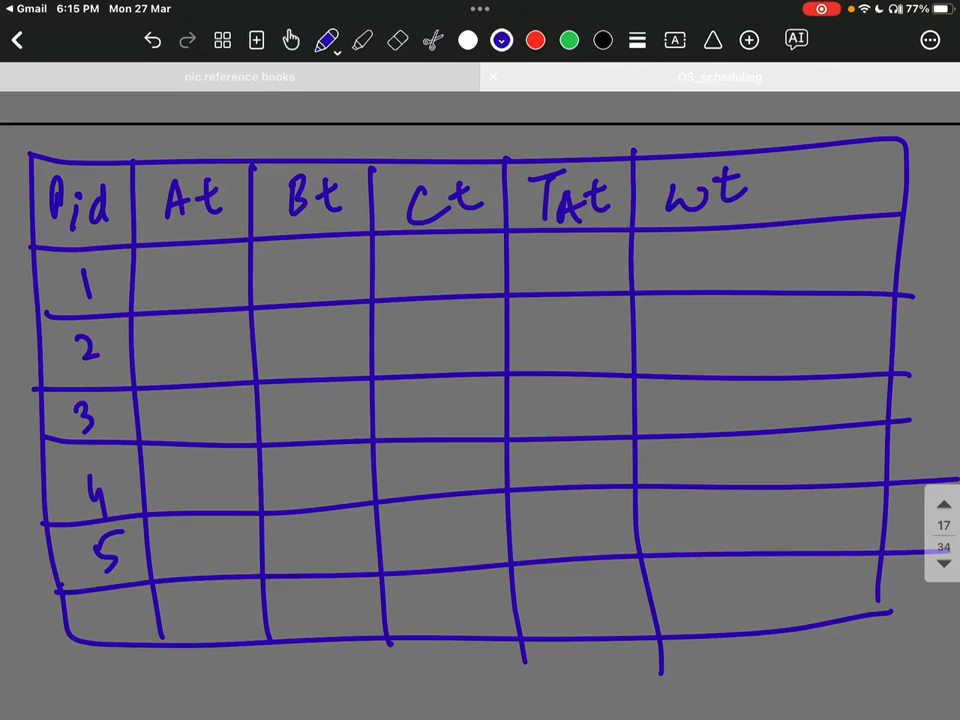 Gmail 6:15 PM Mon 27 Mar 77%
A AI
nic reference books OS_scheduling
Pid At Bt Ct TAt Wt
1
2
3
4
5
17
34